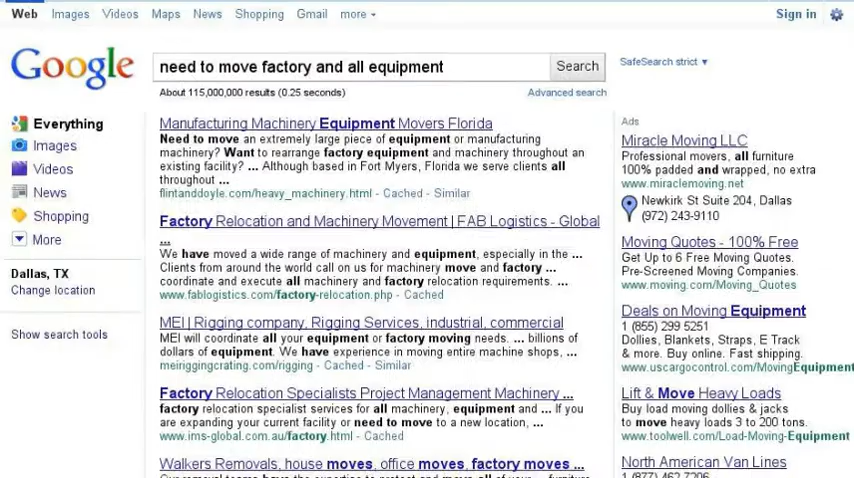 Web Images Videos Maps News Shopping Gmail more
Sign in
Google
need to move factory and all equipment
Search
SafeSearch strict
About 115,000,000 results (0.25 seconds)
Advanced search
Everything
Images
Videos
News
Shopping
More
Dallas, TX
Change location
Show search tools
Manufacturing Machinery Equipment Movers Florida
Need to move an extremely large piece of equipment or manufacturing
machinery? Want to rearrange factory equipment and machinery throughout an
existing facility? ... Although based in Fort Myers, Florida we serve clients all
throughout ...
flintanddoyle.com/heavy_machinery.html - Cached - Similar
Factory Relocation and Machinery Movement | FAB Logistics - Global
...
We have moved a wide range of machinery and equipment, especially in the ...
Clients from around the world call on us for machinery move and factory ...
coordinate and execute all machinery and factory relocation requirements. ...
www.fablogistics.com/factory-relocation.php - Cached
MEI | Rigging company, Rigging Services, industrial, commercial
MEI will coordinate all your equipment or factory moving needs. ... billions of
dollars of equipment. We have experience in moving entire machine shops, ...
meiriggingcrating.com/rigging - Cached - Similar
Factory Relocation Specialists Project Management Machinery ...
factory relocation specialist services for all machinery, equipment and ... If you
are expanding your current facility or need to move to a new location, ...
www.ims-global.com.au/factory.html - Cached
Walkers Removals, house moves, office moves, factory moves ...
Ads
Miracle Moving LLC
Professional movers, all furniture
100% padded and wrapped, no extra
www.miraclemoving.net
Newkirk St Suite 204, Dallas
(972) 243-9110
Moving Quotes - 100% Free
Get Up to 6 Free Moving Quotes.
Pre-Screened Moving Companies.
www.moving.com/Moving_Quotes
Deals on Moving Equipment
1 (855) 299 5251
Dollies, Blankets, Straps, E Track
& more. Buy online. Fast shipping.
www.uscargocontrol.com/MovingEquipment
Lift & Move Heavy Loads
Buy load moving dollies & jacks
to move heavy loads 3 to 200 tons.
www.toolwell.com/Load-Moving-Equipment
North American Van Lines
1 (877) 462 7206